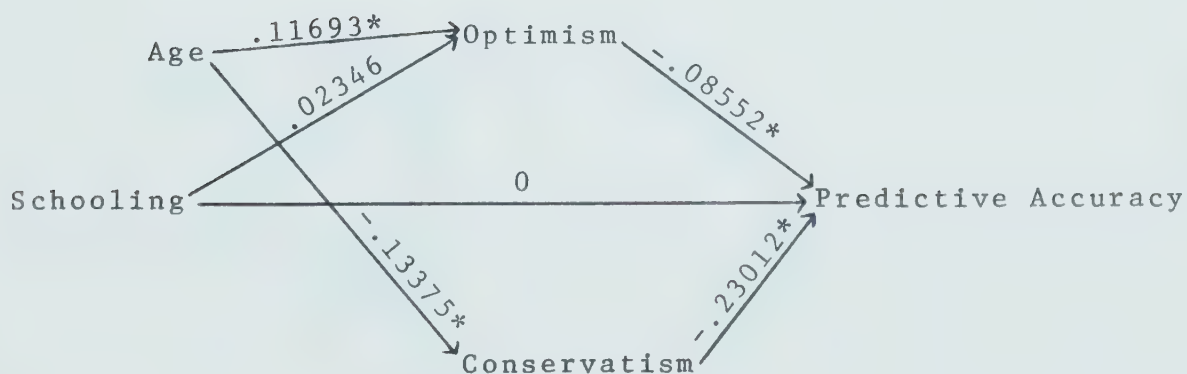 .11693*
Age
Optimism
.02346
-.08552*
0
Schooling
Predictive Accuracy
-.13375*
-.23012*
Conservatism